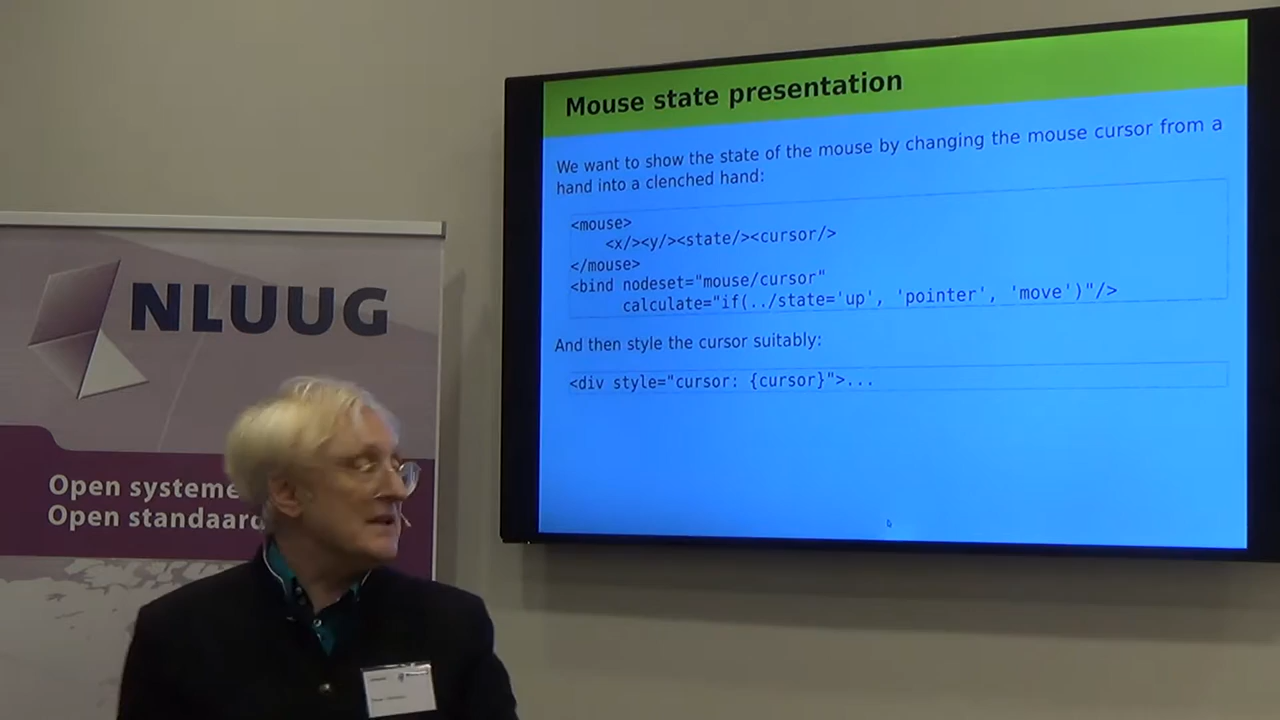 Mouse state presentation
We want to show the state of the mouse by changing the mouse cursor from a
hand into a clenched hand:
<mouse>
<x/><y/><state/><cursor/>
</mouse>
<bind nodeset="mouse/cursor"
calculate="if(../state='up', 'pointer', 'move')"/>
And then style the cursor suitably:
<div style="cursor: {cursor}">...
NLUUG
Open systeme
Open standaard